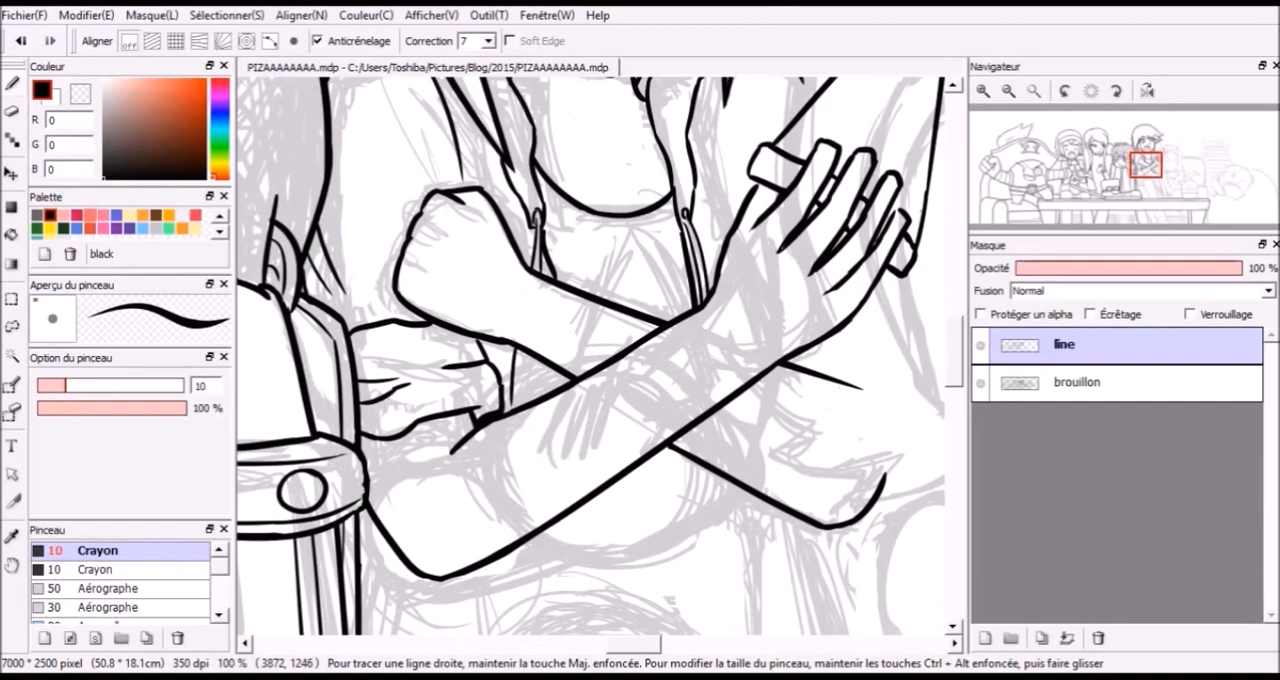 Fichier(F) Modifier(E) Masque(L) Sélectionner(S) Aligner(N) Couleur(C) Afficher(V) Outil(T) Fenêtre(W) Help
Aligner off Anticrénelage Correction 7 Soft Edge
Couleur
R 0
G 0
B 0
Palette
black
Aperçu du pinceau
Option du pinceau
10
100 %
Pinceau
10 Crayon
10 Crayon
50 Aérographe
30 Aérographe
PIZAAAAAAAA.mdp - C:/Users/Toshiba/Pictures/Blog/2015/PIZAAAAAAAA.mdp
Navigateur
Masque
Opacité 100 %
Fusion Normal
Protéger un alpha Écrêtage Verrouillage
line
brouillon
7000 * 2500 pixel (50.8 * 18.1cm) 350 dpi 100 % (3872, 1246) Pour tracer une ligne droite, maintenir la touche Maj. enfoncée. Pour modifier la taille du pinceau, maintenir les touches Ctrl + Alt enfoncée, puis faire glisser